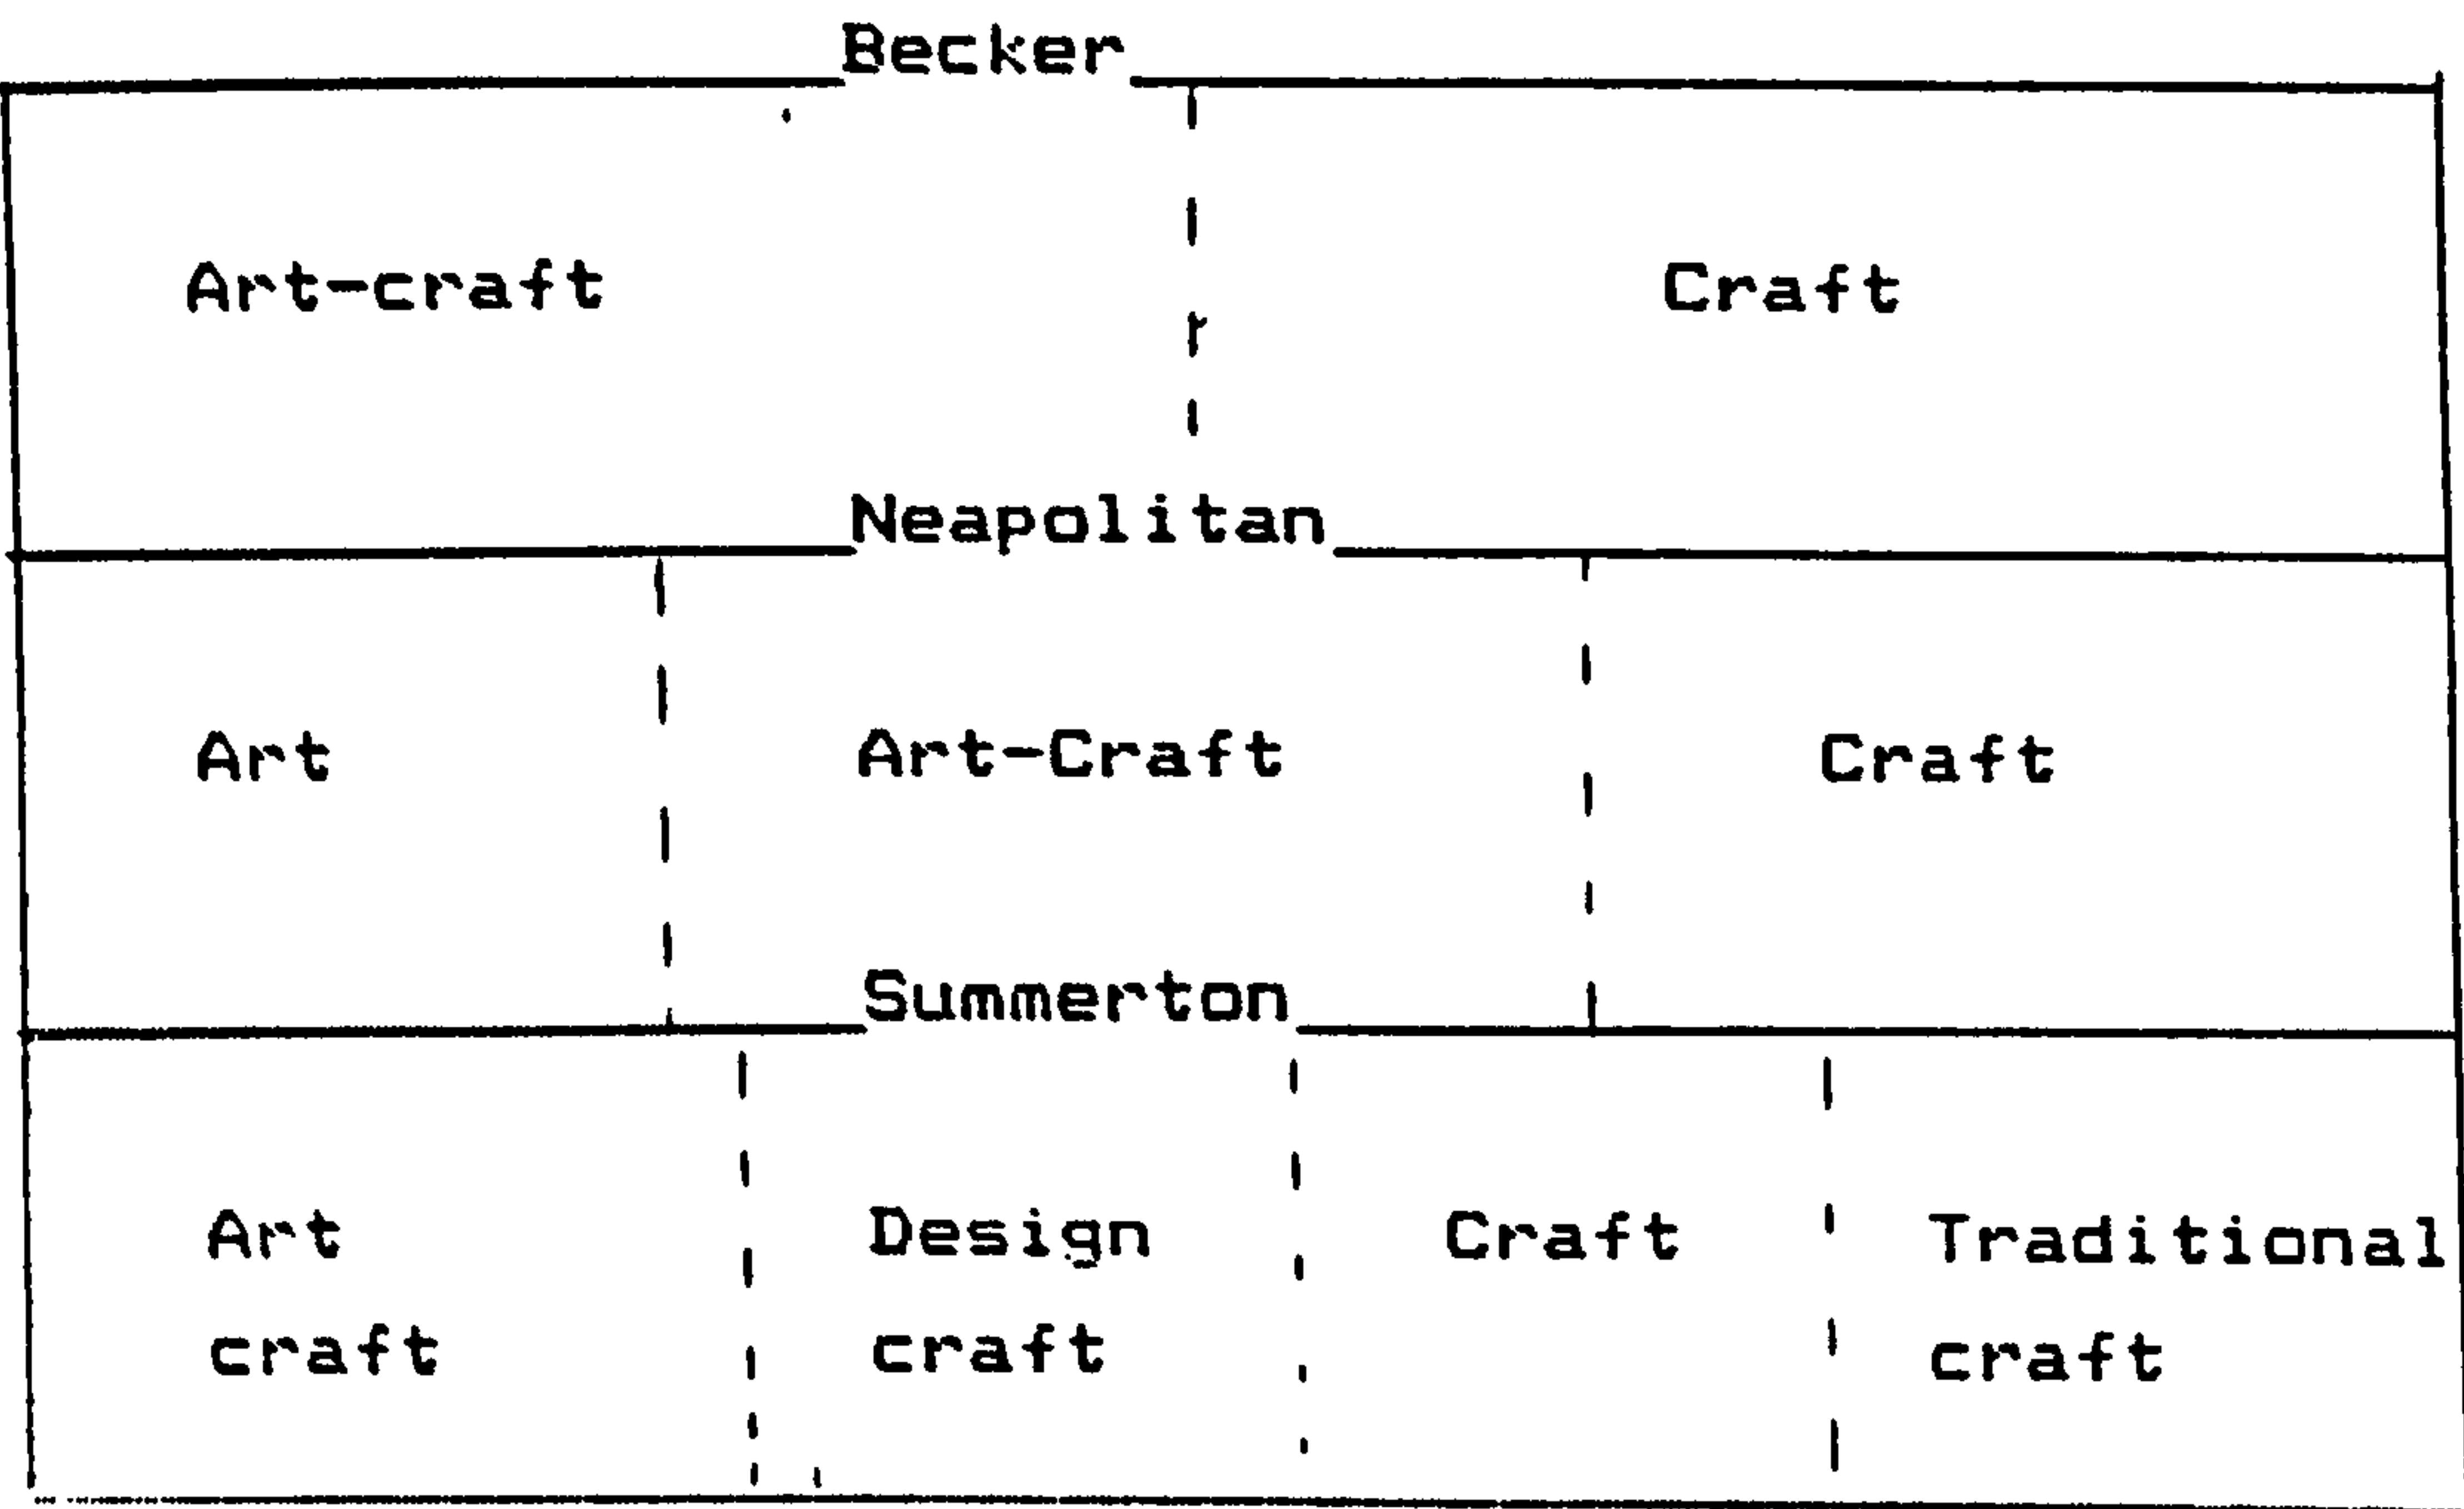 Becker
Art-craft Craft
Neapolitan
Art Art-Craft Craft
Summerton
Art Design Craft Traditional
craft craft craft